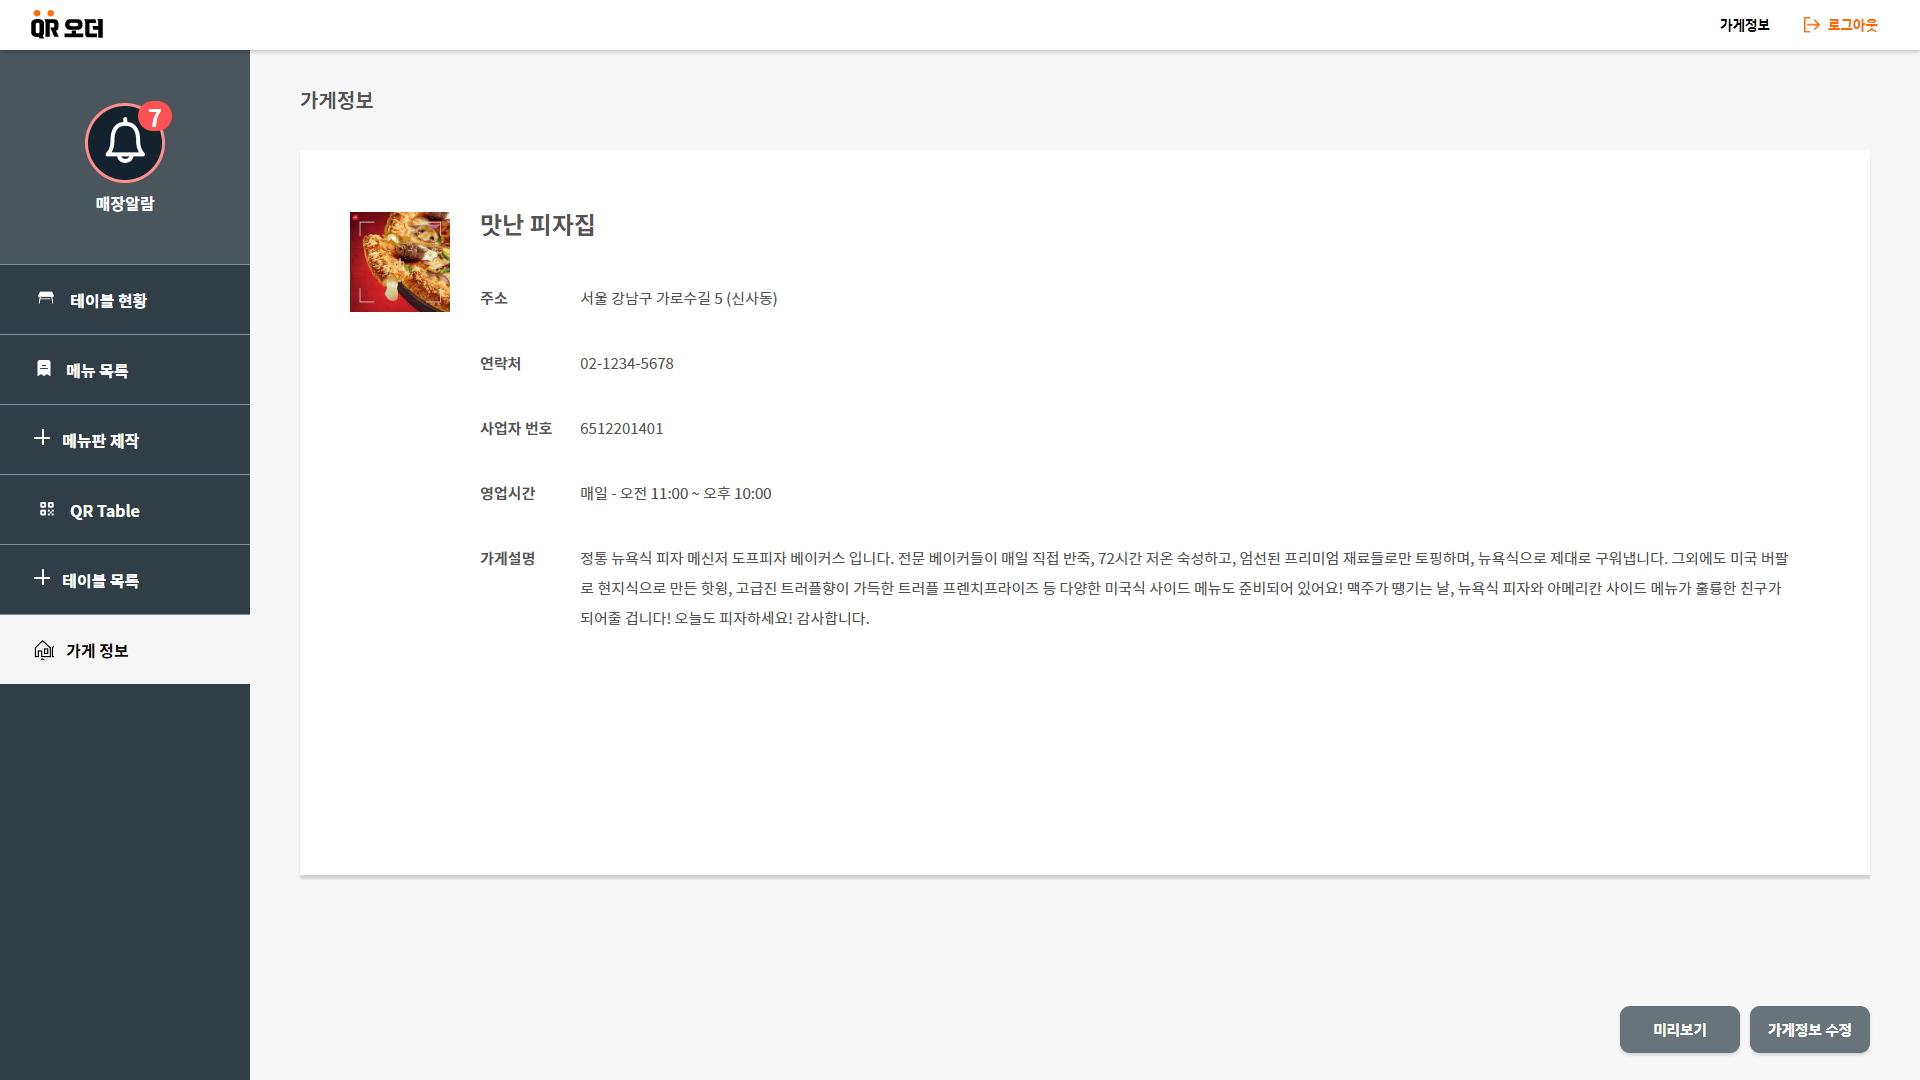 QR 오더
가게정보
로그아웃
7
매장알람
테이블 현황
메뉴 목록
메뉴판 제작
QR Table
테이블 목록
가게 정보
가게정보
맛난 피자집
주소
서울 강남구 가로수길 5 (신사동)
연락처
02-1234-5678
사업자 번호
6512201401
영업시간
매일 - 오전 11:00 ~ 오후 10:00
가게설명
정통 뉴욕식 피자 메신저 도프피자 베이커스 입니다. 전문 베이커들이 매일 직접 반죽, 72시간 저온 숙성하고, 엄선된 프리미엄 재료들로만 토핑하며, 뉴욕식으로 제대로 구워냅니다. 그외에도 미국 버팔
로 현지식으로 만든 핫윙, 고급진 트러플향이 가득한 트러플 프렌치프라이즈 등 다양한 미국식 사이드 메뉴도 준비되어 있어요! 맥주가 땡기는 날, 뉴욕식 피자와 아메리칸 사이드 메뉴가 훌륭한 친구가
되어줄 겁니다! 오늘도 피자하세요! 감사합니다.
미리보기
가게정보 수정